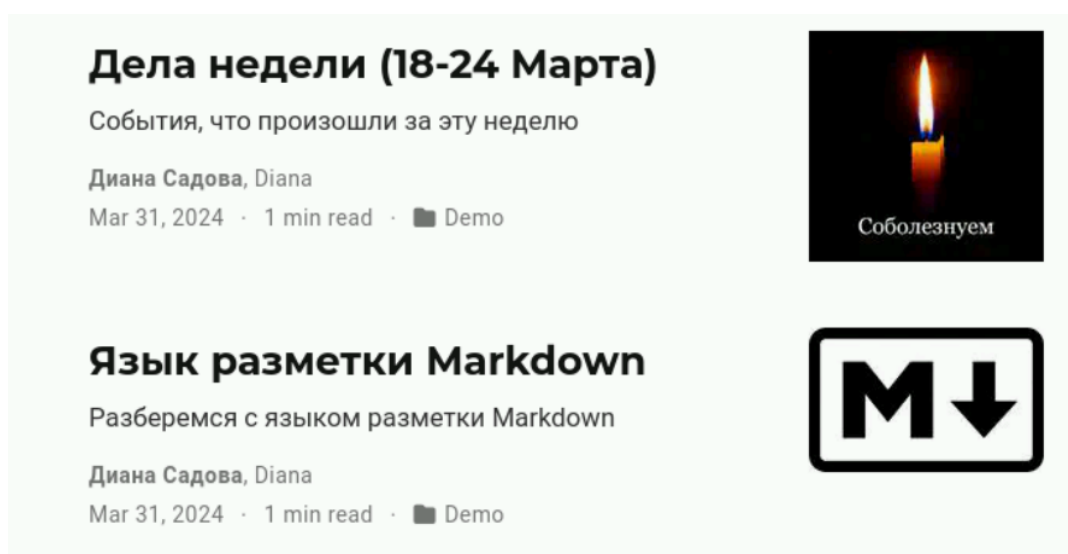 Дела недели (18-24 Марта)
События, что произошли за эту неделю
Диана Садова, Diana
Mar 31, 2024 · 1 min read · Demo
Соболезнуем
Язык разметки Markdown
Разберемся с языком разметки Markdown
Диана Садова, Diana
Mar 31, 2024 · 1 min read · Demo
M